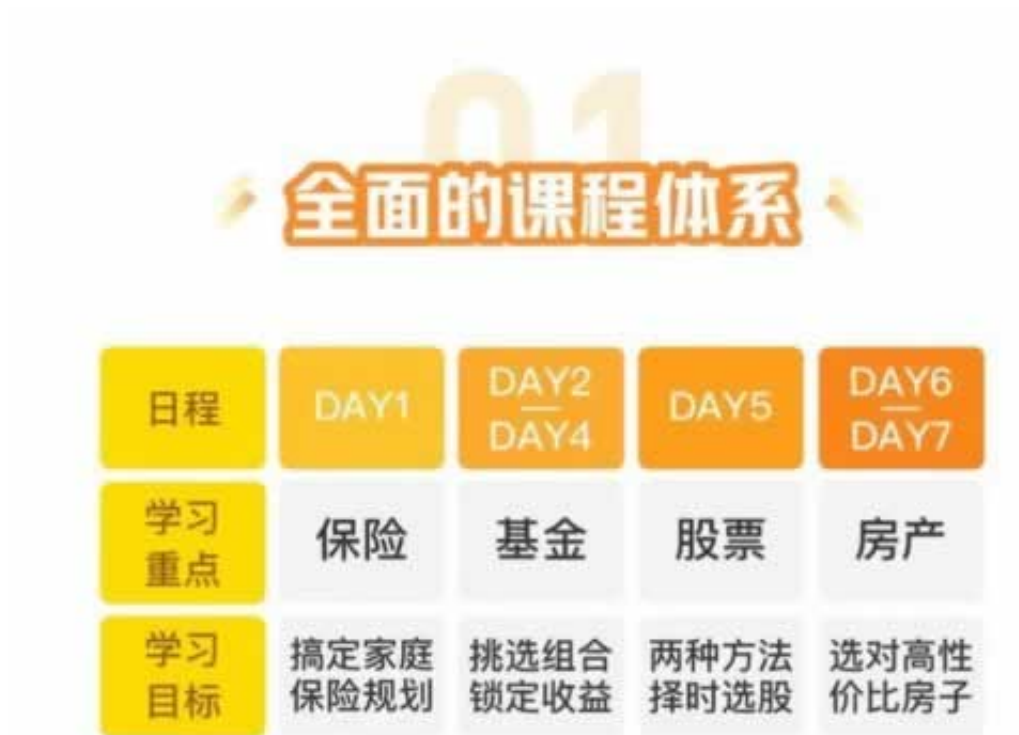 01
全面的课程体系
日程
DAY1
DAY2
—
DAY4
DAY5
DAY6
—
DAY7
学习
重点
保险
基金
股票
房产
学习
目标
搞定家庭
保险规划
挑选组合
锁定收益
两种方法
择时选股
选对高性
价比房子